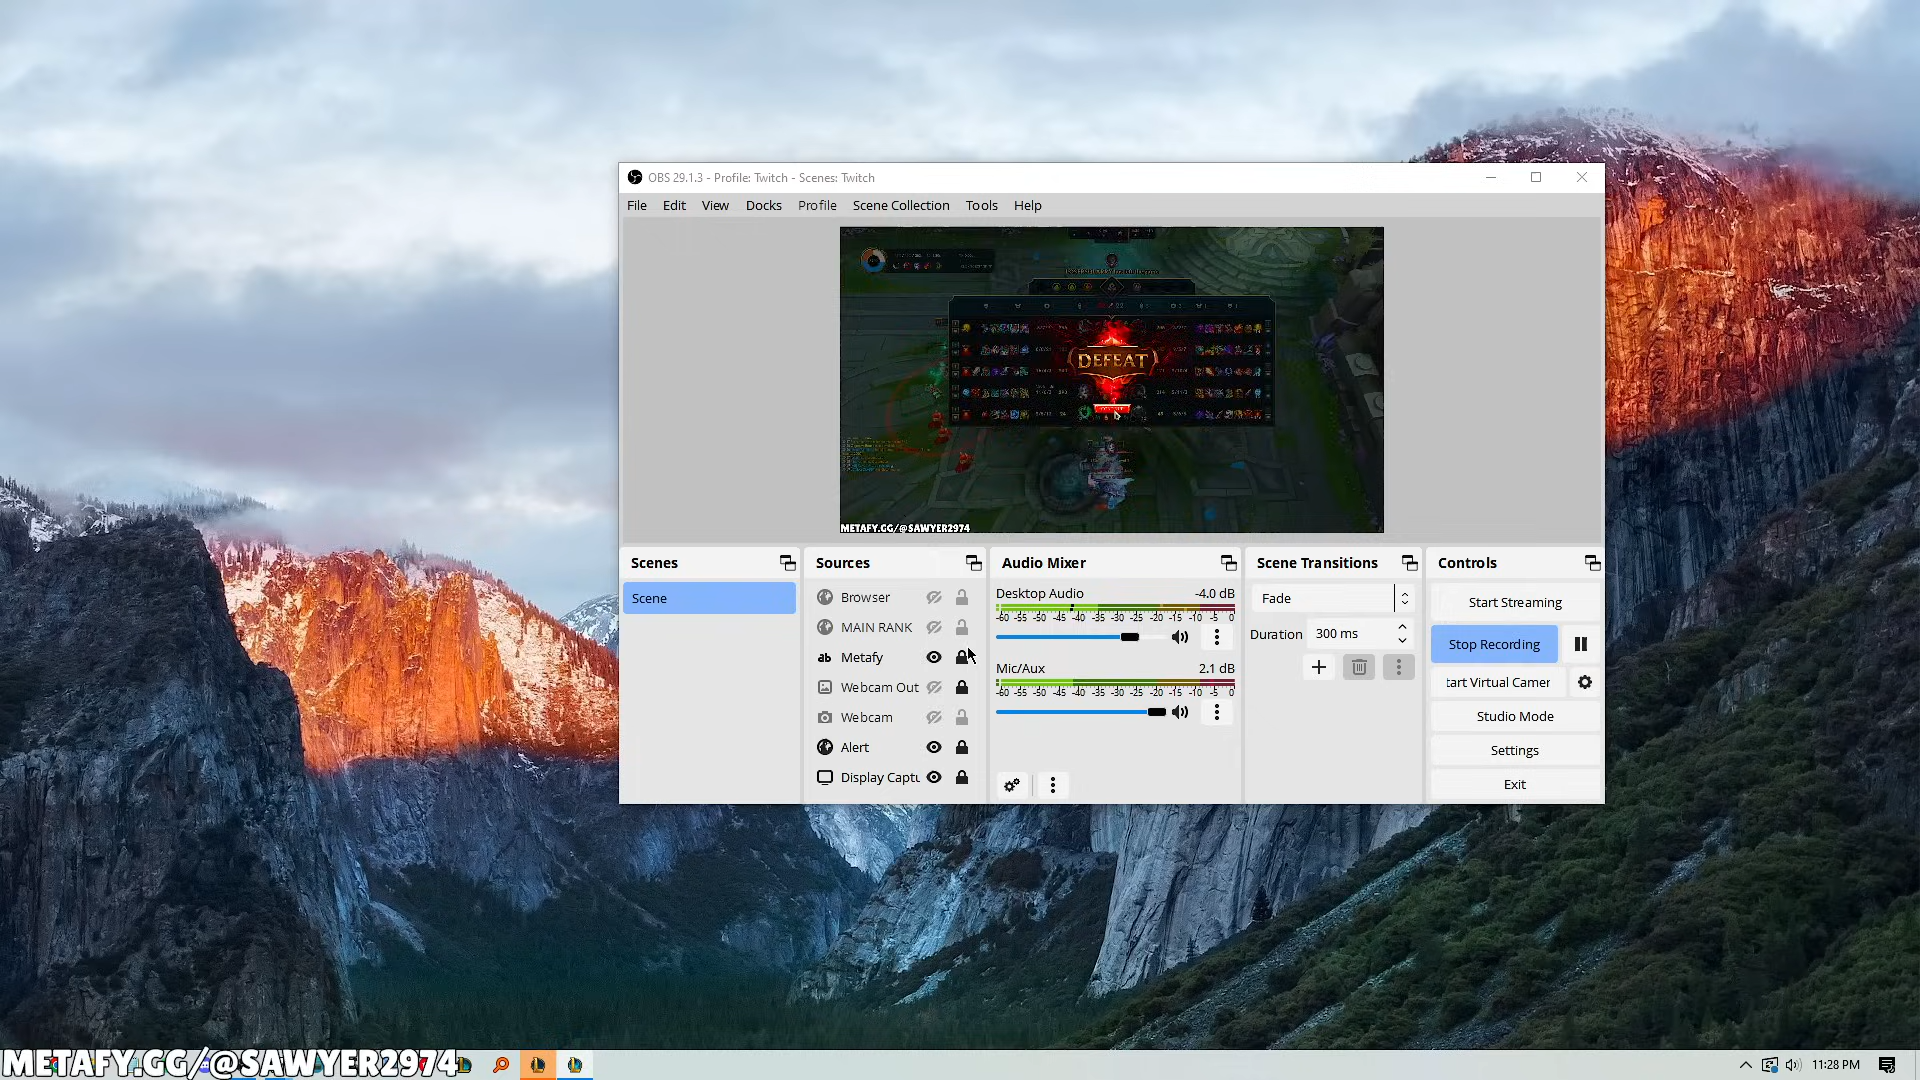 OBS 29.1.3 - Profile: Twitch - Scenes: Twitch
File Edit View Docks Profile Scene Collection Tools Help
DEFEAT
METAFY.GG/@SAWYER2974
Scenes
Scene
Sources
Browser
MAIN RANK
ab Metafy
Webcam Out
Webcam
Alert
Display Captu
Audio Mixer
Desktop Audio -4.0 dB
-60 -55 -50 -45 -40 -35 -30 -25 -20 -15 -10 -5 0
Mic/Aux 2.1 dB
-60 -55 -50 -45 -40 -35 -30 -25 -20 -15 -10 -5 0
Scene Transitions
Fade
Duration 300 ms
Controls
Start Streaming
Stop Recording
tart Virtual Camer
Studio Mode
Settings
Exit
METAFY.GG/@SAWYER2974
11:28 PM